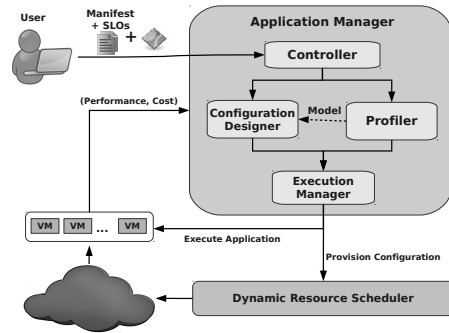 User
Manifest
+ SLOs
+
Application Manager
Controller
(Performance, Cost)
Configuration
Designer
Model
Profiler
Execution
Manager
VM VM ... VM
Execute Application
Provision Configuration
Dynamic Resource Scheduler